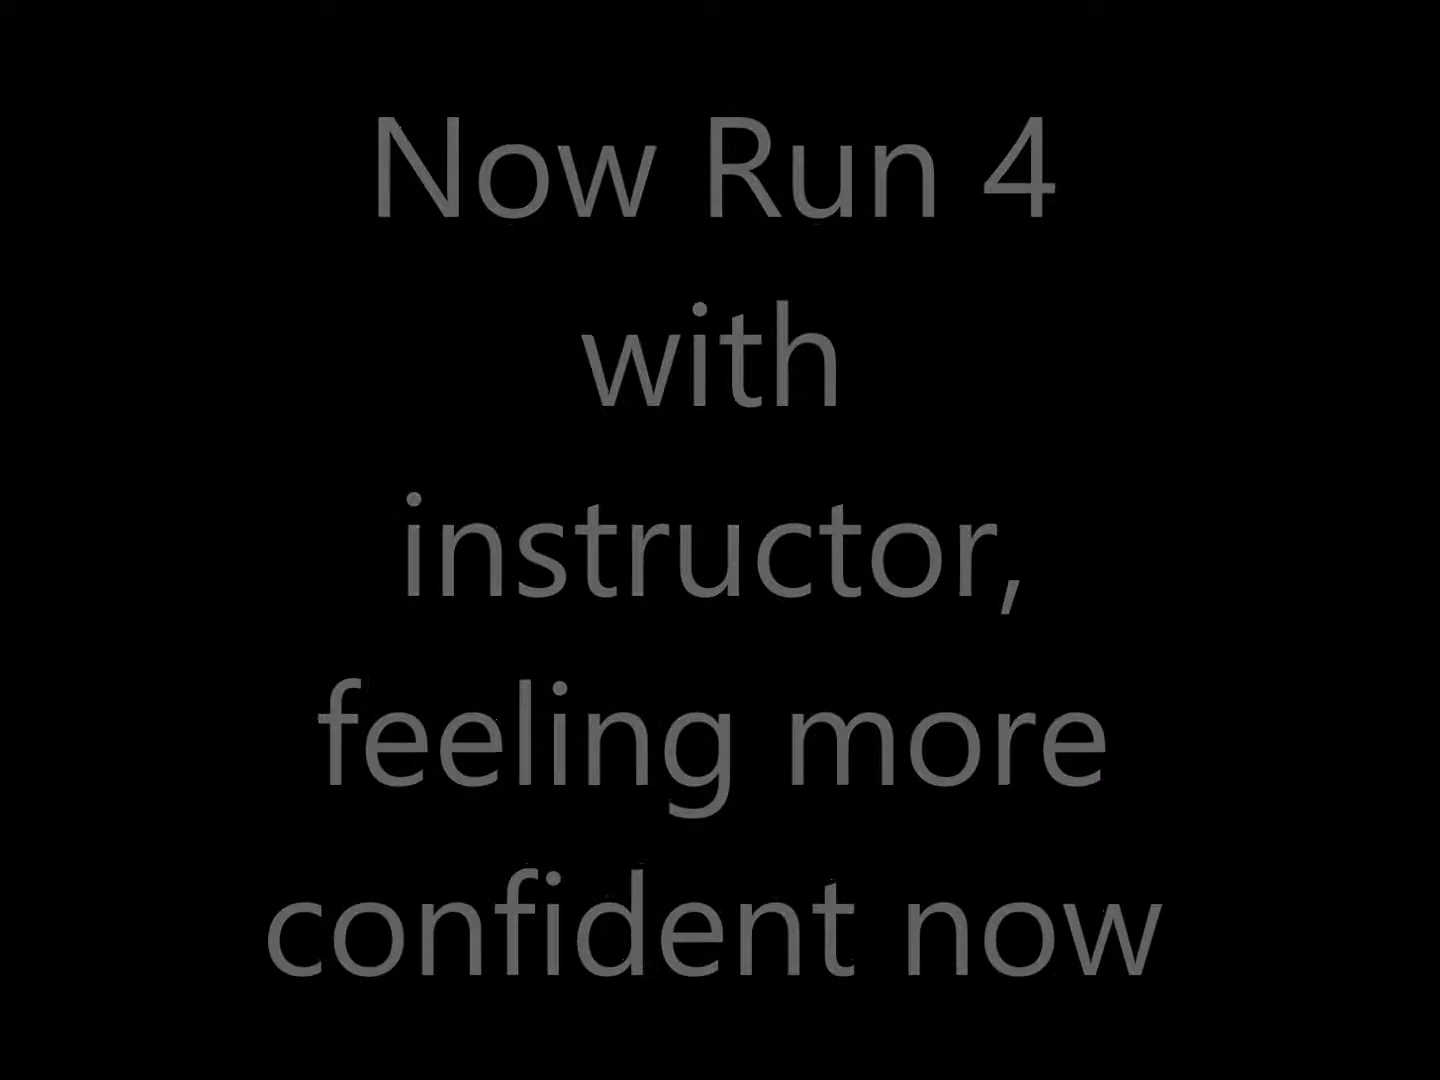 Now Run 4
with
instructor,
feeling more
confident now